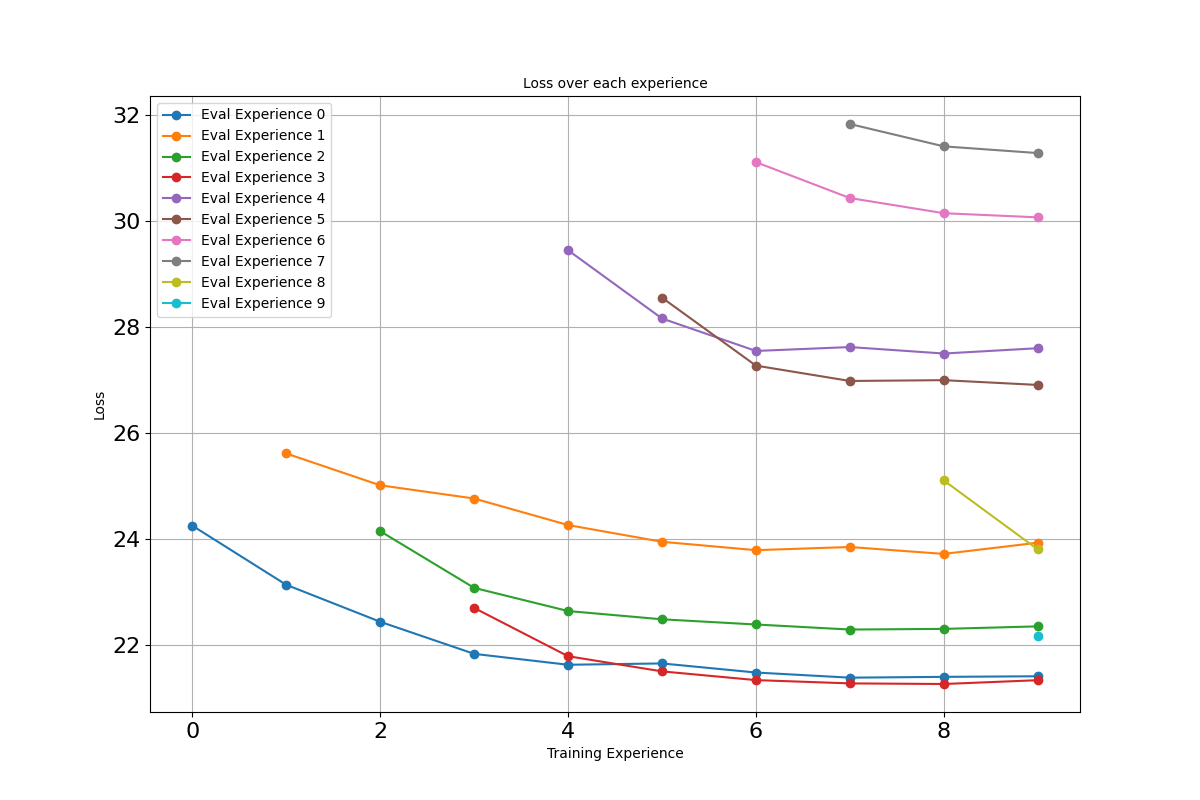 Loss over each experience
Loss
32
30
28
26
24
22
Eval Experience 0
Eval Experience 1
Eval Experience 2
Eval Experience 3
Eval Experience 4
Eval Experience 5
Eval Experience 6
Eval Experience 7
Eval Experience 8
Eval Experience 9
0 2 4 6 8
Training Experience